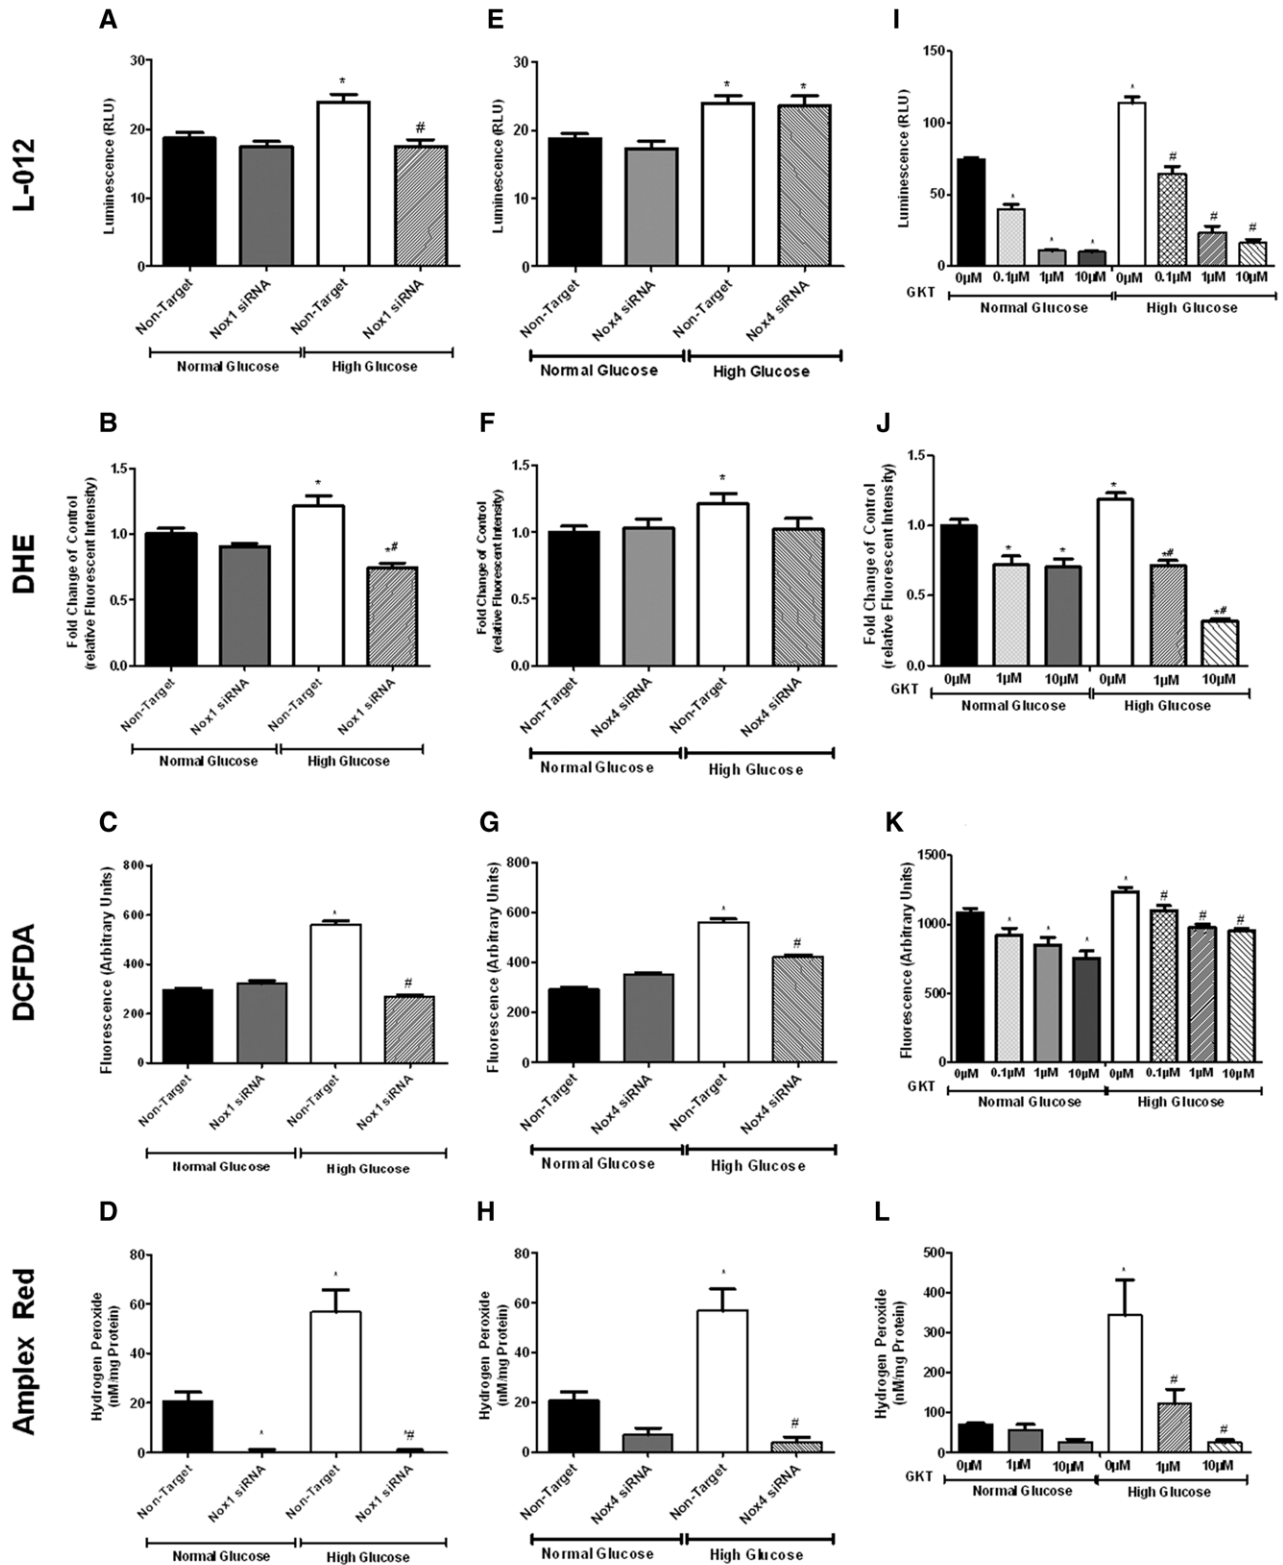 A
E
I
L-012
Luminescence (RLU)
30
20
10
0
*
#
Non-Target
Nox1 siRNA
Non-Target
Nox1 siRNA
Normal Glucose
High Glucose
Luminescence (RLU)
30
20
10
0
*
*
Non-Target
Nox4 siRNA
Non-Target
Nox4 siRNA
Normal Glucose
High Glucose
Luminescence (RLU)
150
100
50
0
*
*
*
*
#
#
#
GKT
0µM 0.1µM 1µM 10µM 0µM 0.1µM 1µM 10µM
Normal Glucose
High Glucose
B
F
J
DHE
Fold Change of Control
(relative Fluorescent Intensity)
1.5
1.0
0.5
0.0
*
*#
Non-Target
Nox1 siRNA
Non-Target
Nox1 siRNA
Normal Glucose
High Glucose
Fold Change of Control
(relative Fluorescent Intensity)
1.5
1.0
0.5
0.0
*
Non-Target
Nox4 siRNA
Non-Target
Nox4 siRNA
Normal Glucose
High Glucose
Fold Change of Control
(relative Fluorescent Intensity)
1.5
1.0
0.5
0.0
*
*
*
*#
*#
GKT
0µM 1µM 10µM 0µM 1µM 10µM
Normal Glucose
High Glucose
C
G
K
DCFDA
Fluorescence (Arbitrary Units)
800
600
400
200
0
*
#
Non-Target
Nox1 siRNA
Non-Target
Nox1 siRNA
Normal Glucose
High Glucose
Fluorescence (Arbitrary Units)
800
600
400
200
0
*
#
Non-Target
Nox4 siRNA
Non-Target
Nox4 siRNA
Normal Glucose
High Glucose
Fluorescence (Arbitrary Units)
1500
1000
500
0
*
*
*
*
#
#
#
GKT
0µM 0.1µM 1µM 10µM 0µM 0.1µM 1µM 10µM
Normal Glucose
High Glucose
D
H
L
Amplex Red
Hydrogen Peroxide
(nM/mg Protein)
80
60
40
20
0
*
*
*#
Non-Target
Nox1 siRNA
Non-Target
Nox1 siRNA
Normal Glucose
High Glucose
Hydrogen Peroxide
(nM/mg Protein)
80
60
40
20
0
*
#
Non-Target
Nox4 siRNA
Non-Target
Nox4 siRNA
Normal Glucose
High Glucose
Hydrogen Peroxide
(nM/mg Protein)
500
400
300
200
100
0
*
#
#
GKT
0µM 1µM 10µM 0µM 1µM 10µM
Normal Glucose
High Glucose